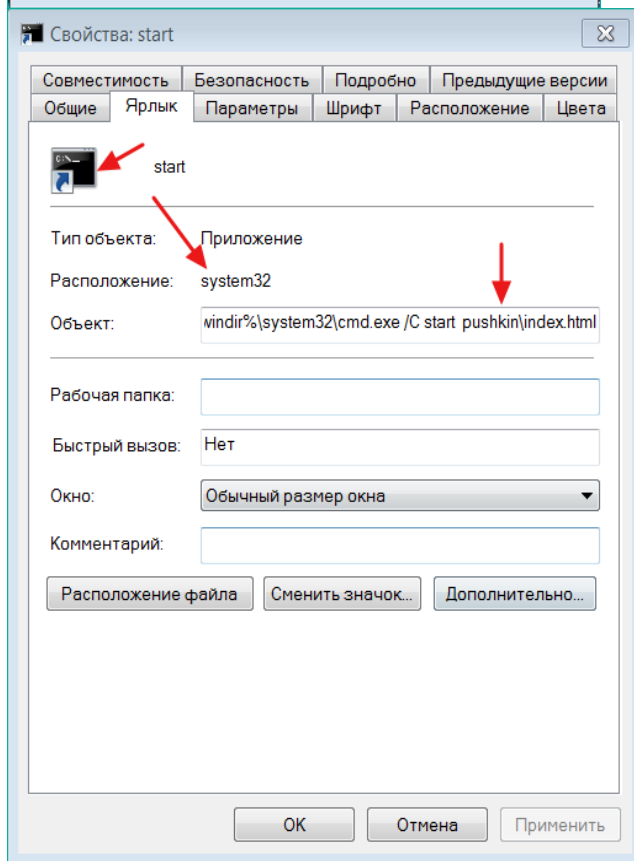 Свойства: start
Совместимость Безопасность Подробно Предыдущие версии
Общие Ярлык Параметры Шрифт Расположение Цвета
C:\_
start
Тип объекта: Приложение
Расположение: system32
Объект: windir%\system32\cmd.exe /C start pushkin\index.html
Рабочая папка:
Быстрый вызов: Нет
Окно: Обычный размер окна
Комментарий:
Расположение файла Сменить значок... Дополнительно...
OK Отмена Применить